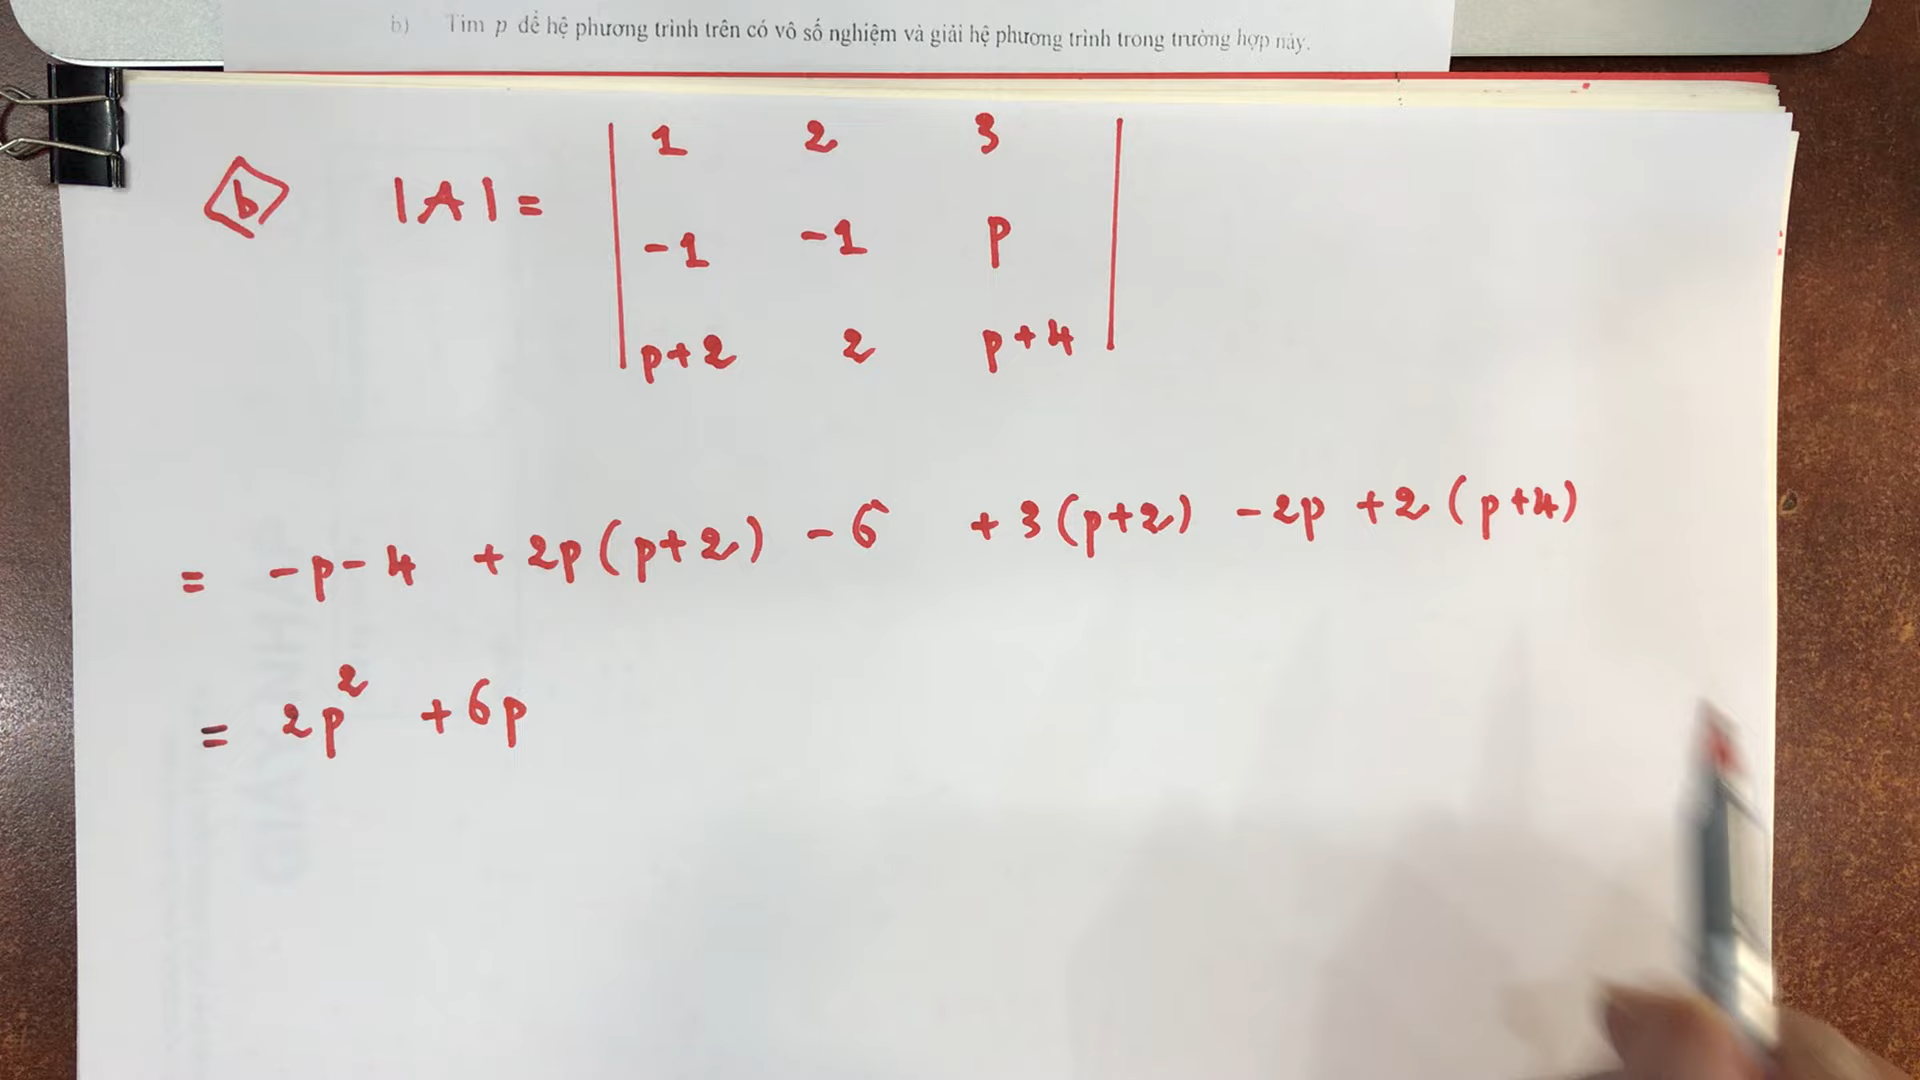 b) Tìm p để hệ phương trình trên có vô số nghiệm và giải hệ phương trình trong trường hợp này.
b |A| =
1 2 3
-1 -1 p
p+2 2 p+4
= -p-4 +2p(p+2) -6 +3(p+2) -2p +2(p+4)
= 2p² +6p